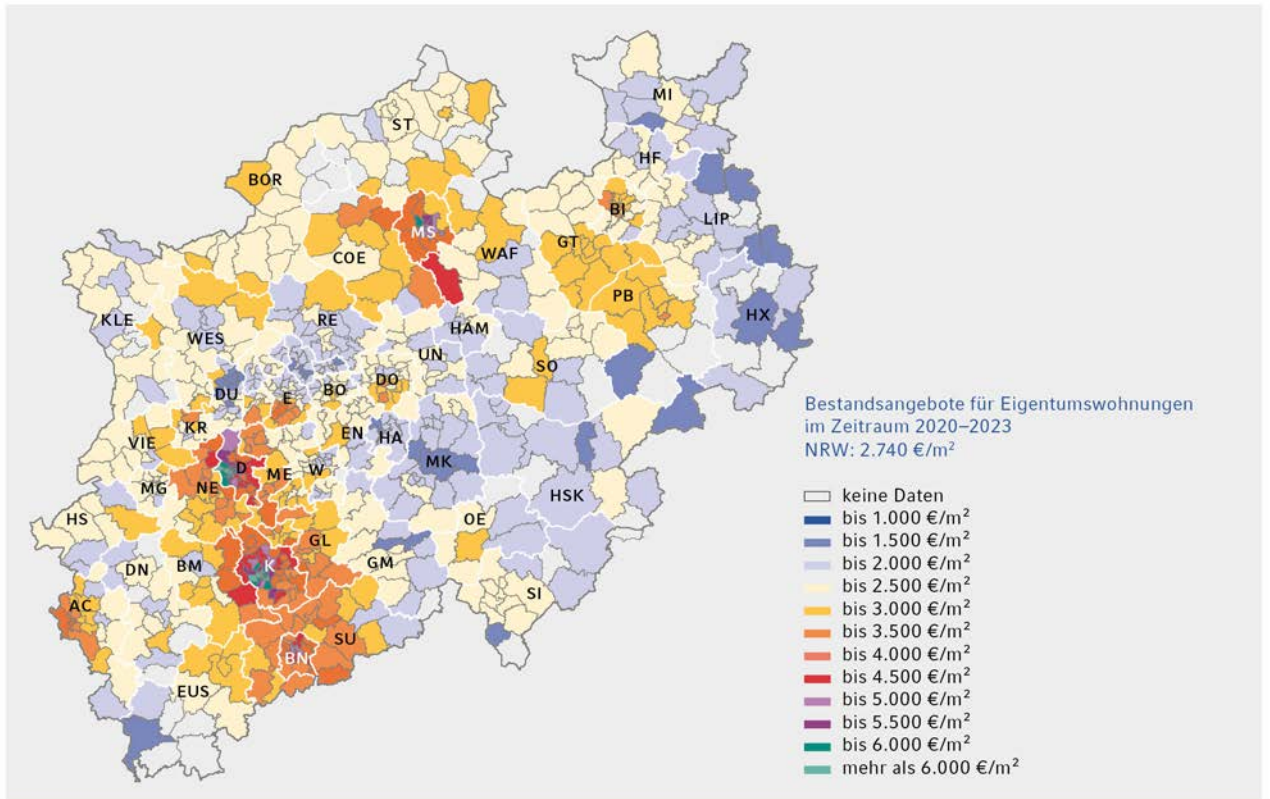 MI
ST
HF
BOR
BI
LIP
MS
GT
WAF
COE
PB
HX
KLE
RE
WES
HAM
UN
SO
DU
BO
DO
E
KR
EN
HA
VIE
MK
D
ME
W
MG
NE
HSK
HS
OE
GL
DN
BM
K
GM
SI
AC
SU
BN
EUS
Bestandsangebote für Eigentumswohnungen
im Zeitraum 2020–2023
NRW: 2.740 €/m²
keine Daten
bis 1.000 €/m²
bis 1.500 €/m²
bis 2.000 €/m²
bis 2.500 €/m²
bis 3.000 €/m²
bis 3.500 €/m²
bis 4.000 €/m²
bis 4.500 €/m²
bis 5.000 €/m²
bis 5.500 €/m²
bis 6.000 €/m²
mehr als 6.000 €/m²